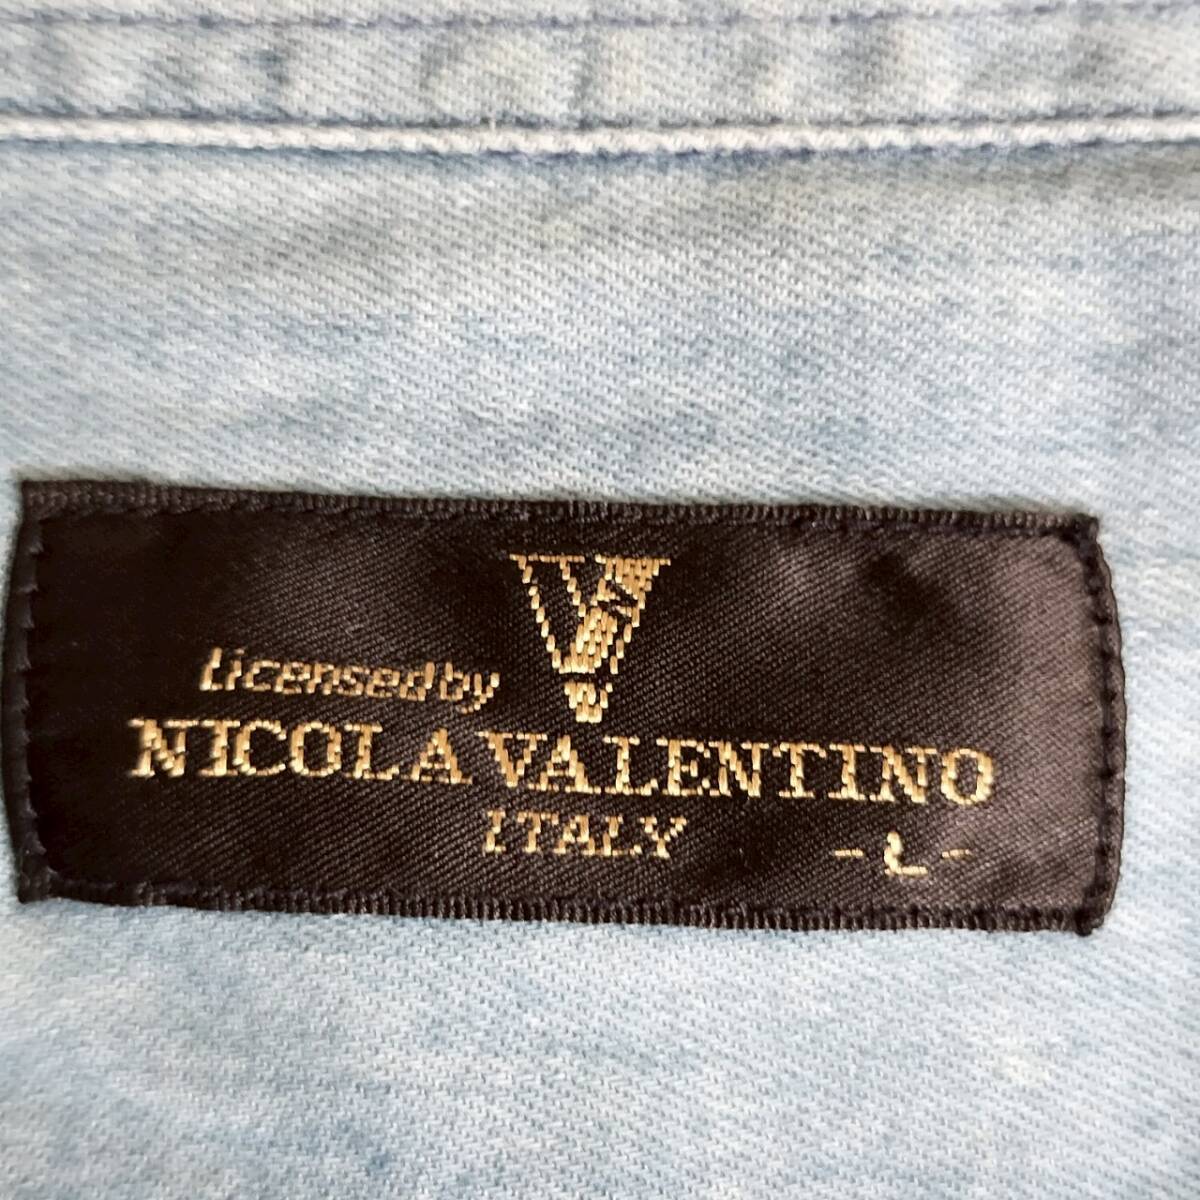 V
Licensed by
NICOLA VALENTINO
ITALY -L-